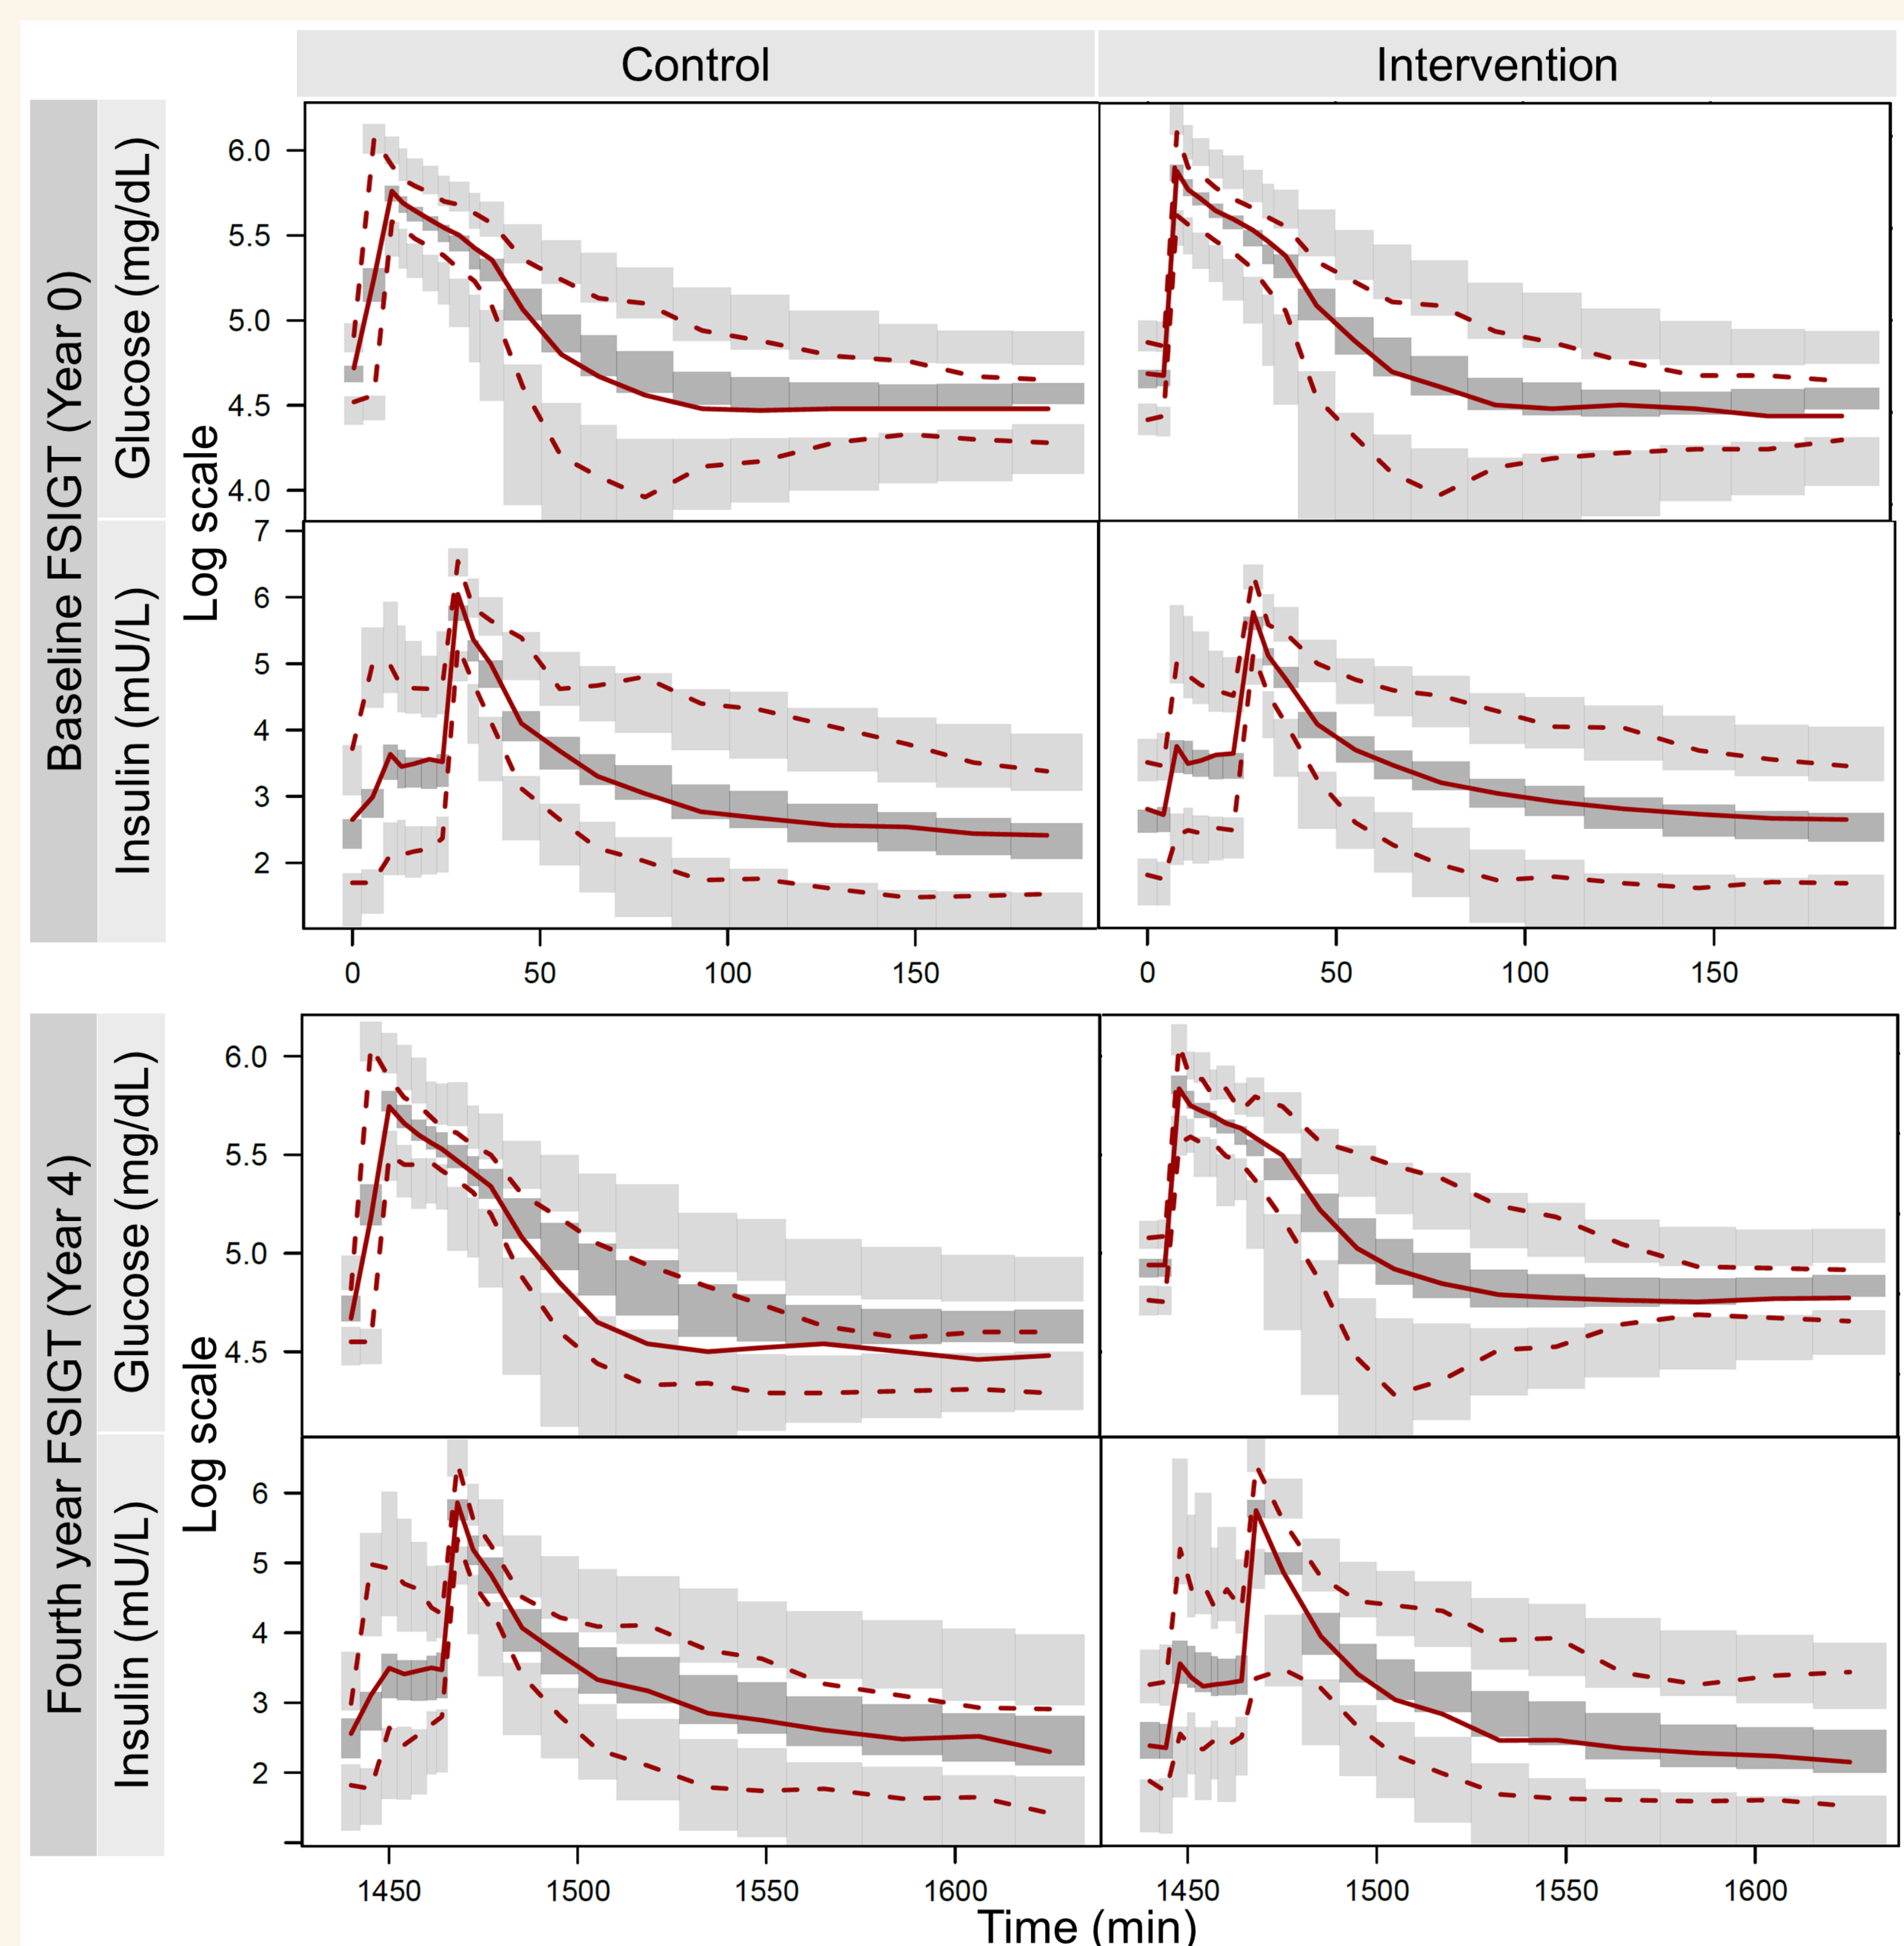 Control
Intervention
Baseline FSIGT (Year 0)
Glucose (mg/dL)
Log scale
6.0
5.5
5.0
4.5
4.0
Insulin (mU/L)
7
6
5
4
3
2
0 50 100 150
0 50 100 150
Fourth year FSIGT (Year 4)
Glucose (mg/dL)
Log scale
6.0
5.5
5.0
4.5
Insulin (mU/L)
6
5
4
3
2
1450 1500 1550 1600
1450 1500 1550 1600
Time (min)